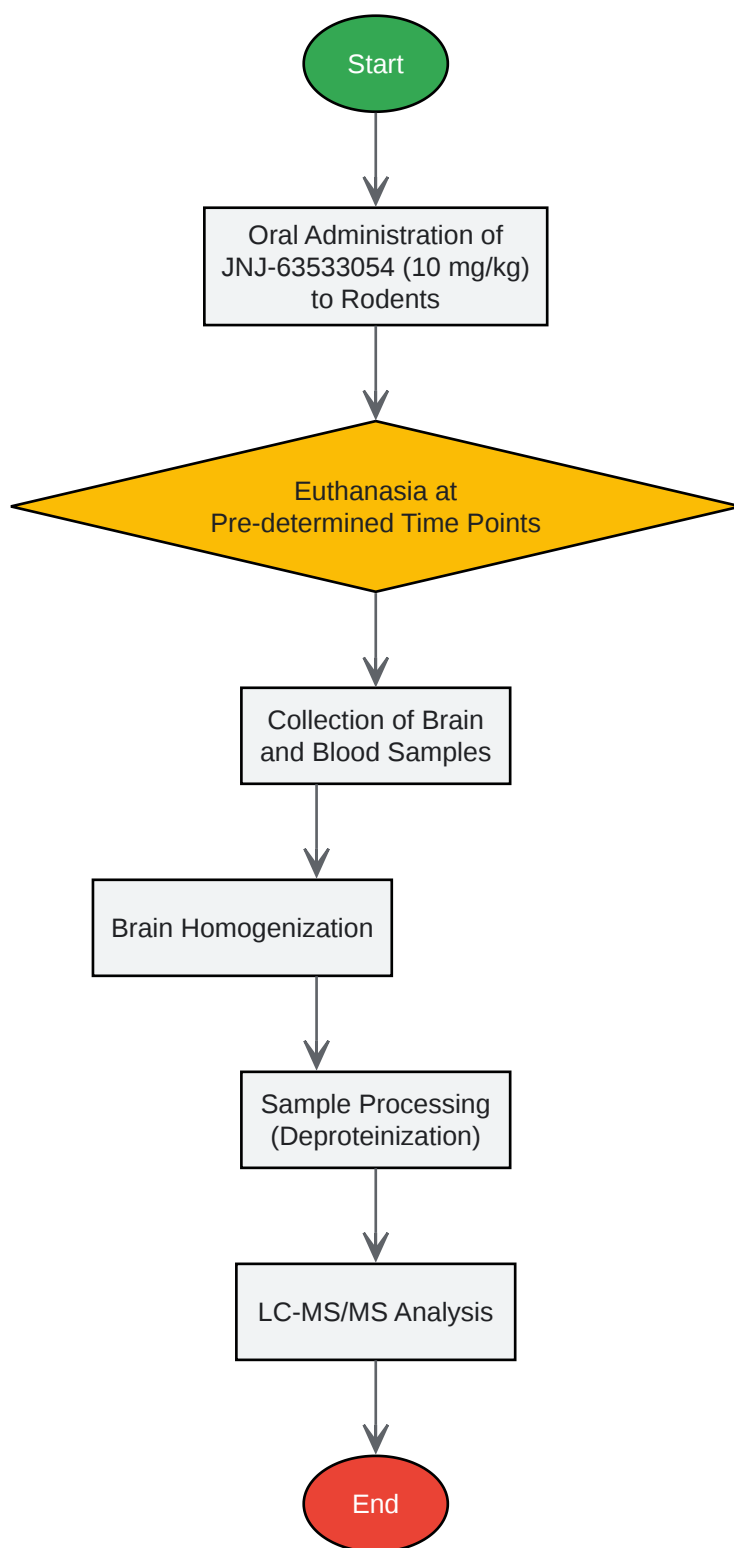 Start
Oral Administration of
JNJ-63533054 (10 mg/kg)
to Rodents
Euthanasia at
Pre-determined Time Points
Collection of Brain
and Blood Samples
Brain Homogenization
Sample Processing
(Deproteinization)
LC-MS/MS Analysis
End